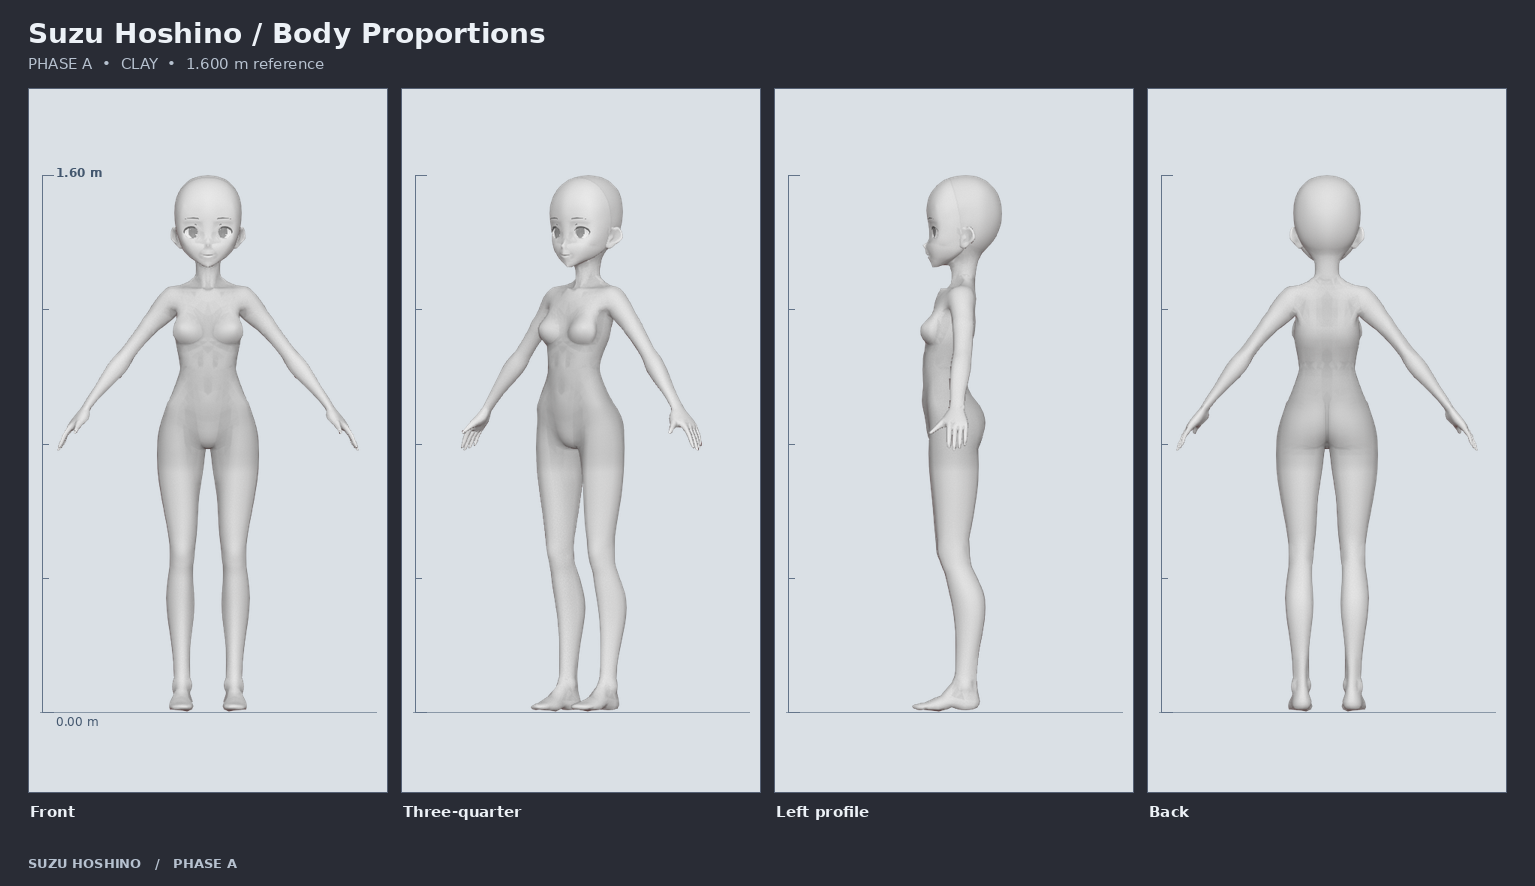 Suzu Hoshino / Body Proportions
PHASE A • CLAY • 1.600 m reference
1.60 m
0.00 m
Front
Three-quarter
Left profile
Back
SUZU HOSHINO / PHASE A